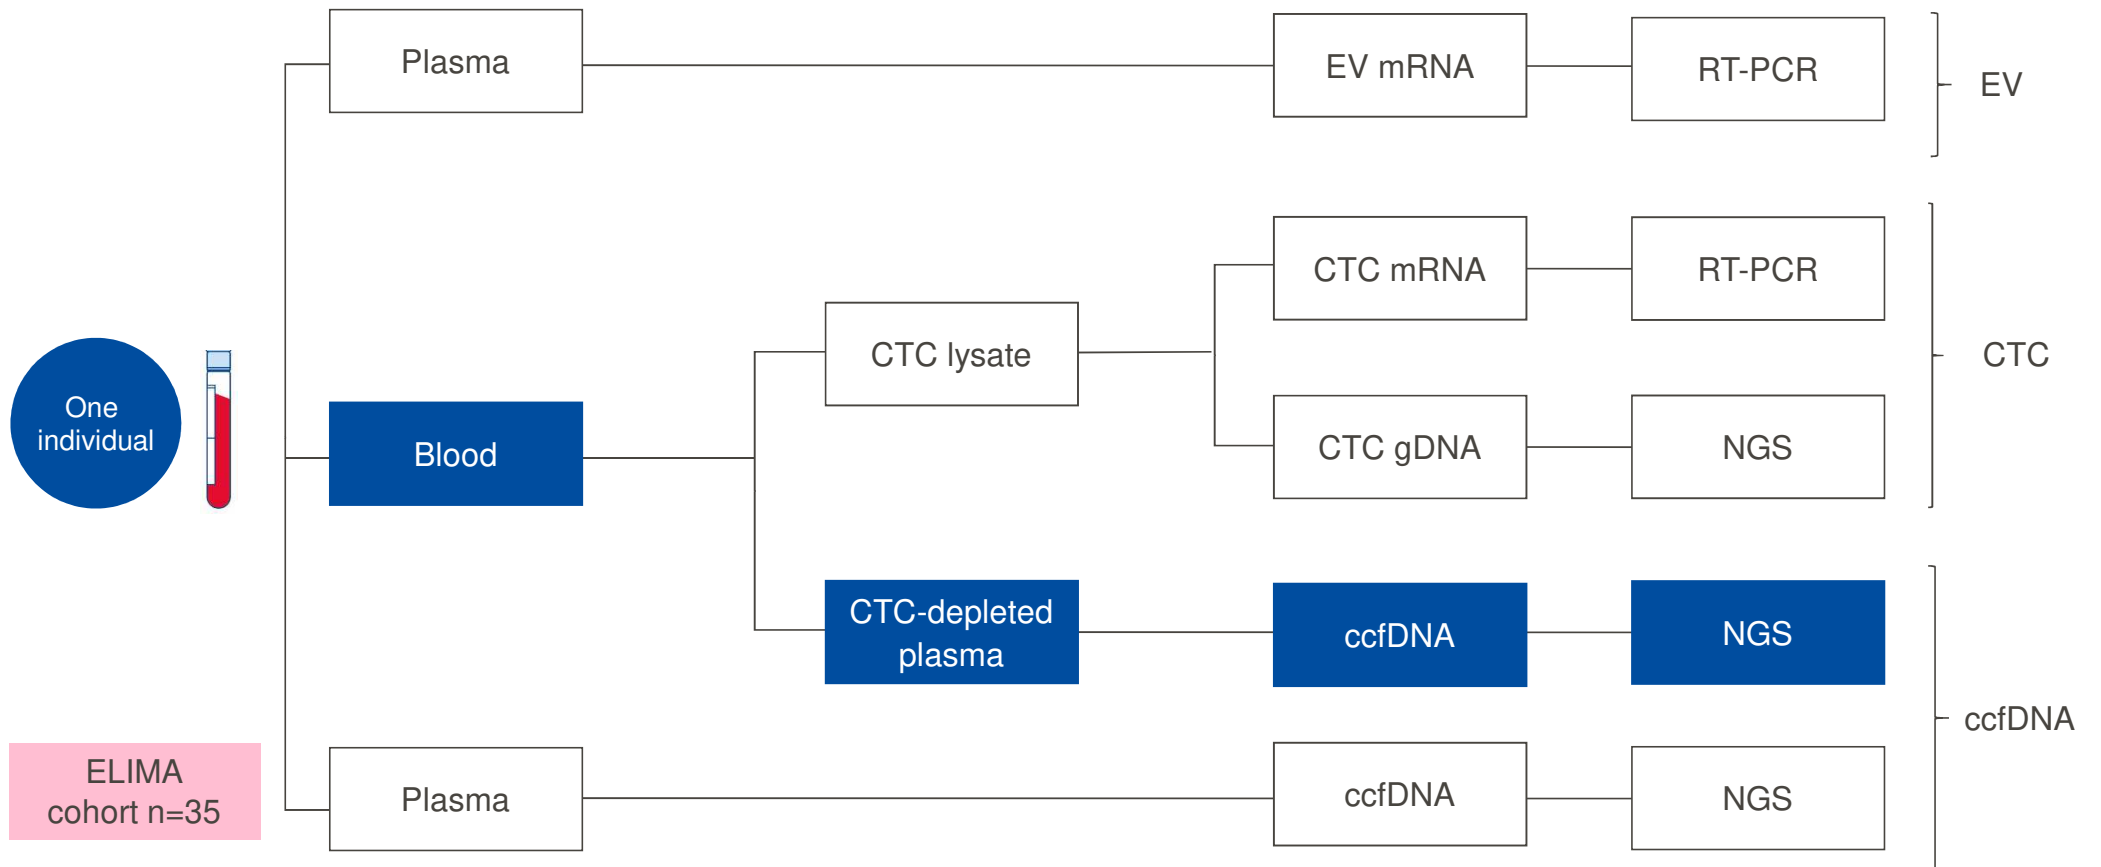 Plasma
EV mRNA
RT-PCR
EV
CTC mRNA
RT-PCR
CTC lysate
CTC
One
individual
Blood
CTC gDNA
NGS
CTC-depleted
plasma
ccfDNA
NGS
ccfDNA
ELIMA
cohort n=35
Plasma
ccfDNA
NGS